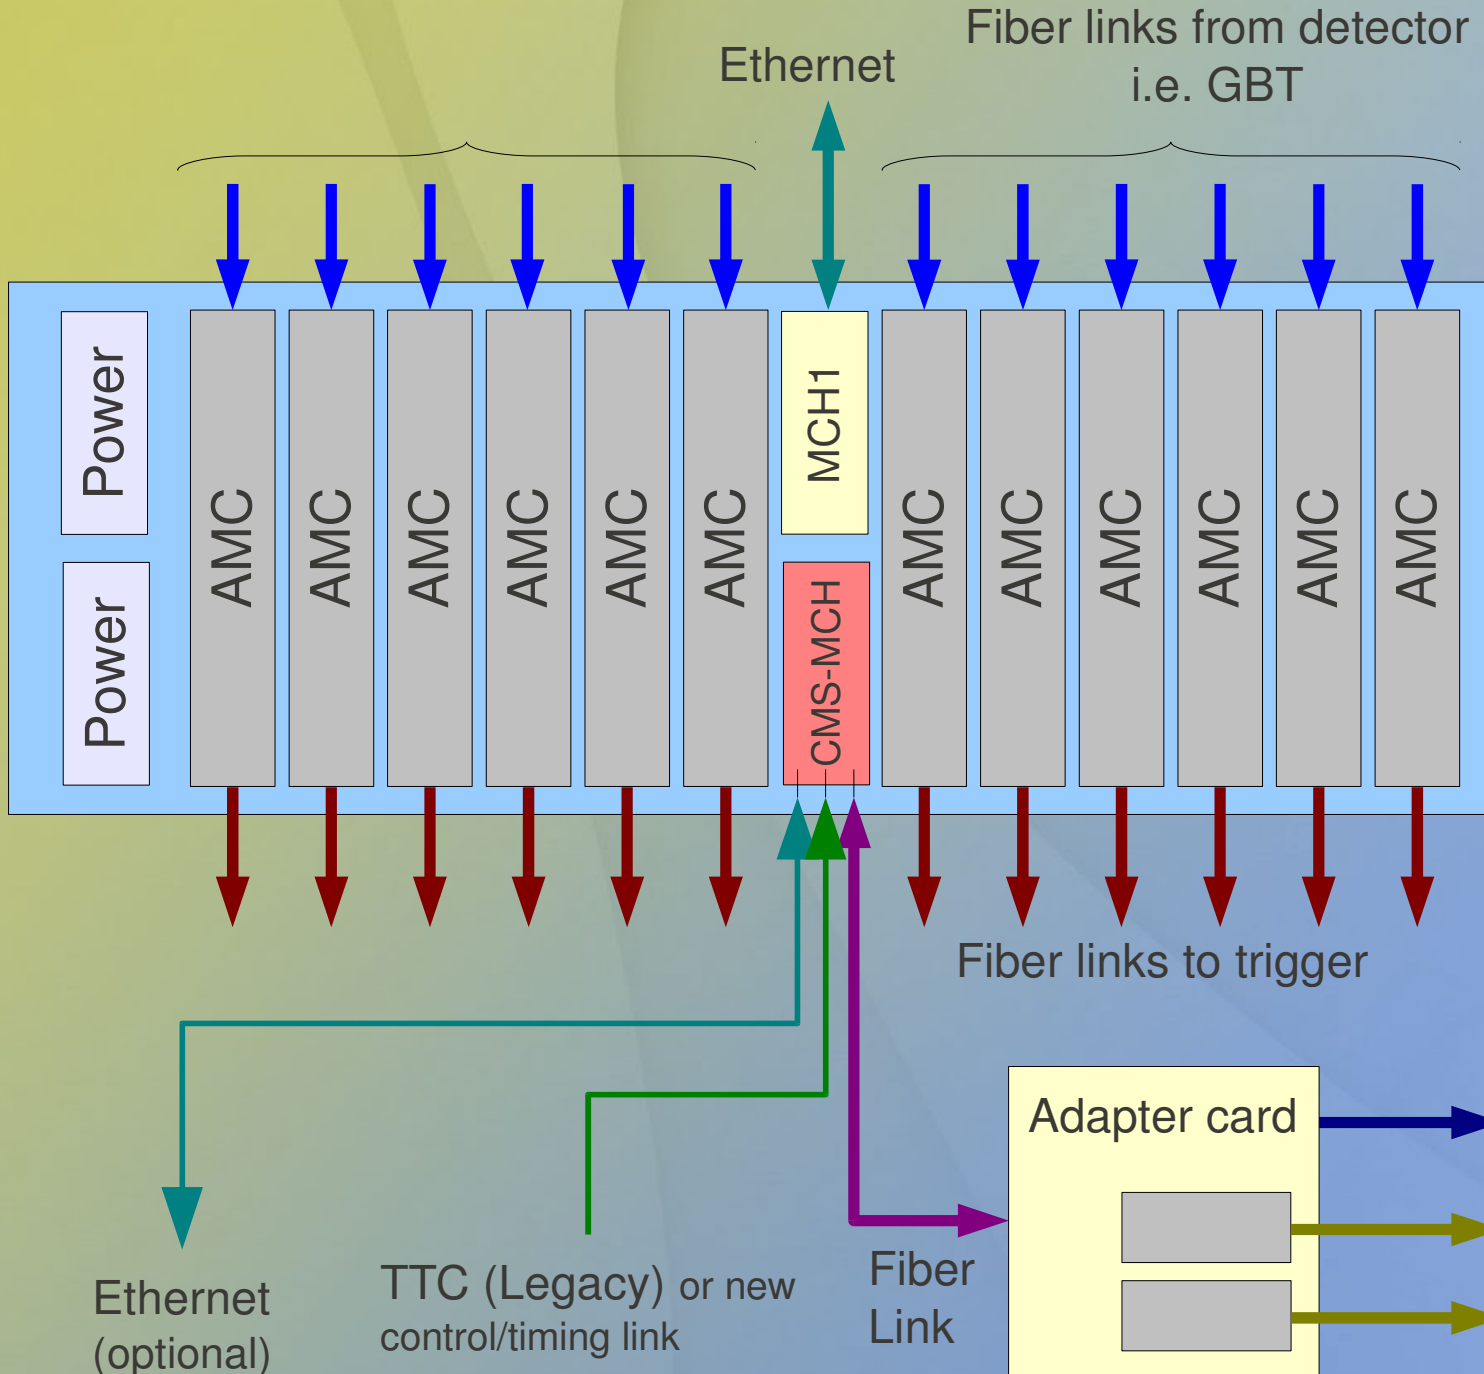 Fiber links from detector
i.e. GBT
Ethernet
Power
Power
AMC
AMC
AMC
AMC
AMC
AMC
MCH1
CMS-MCH
AMC
AMC
AMC
AMC
AMC
AMC
Fiber links to trigger
Adapter card
Ethernet
(optional)
TTC (Legacy) or new
control/timing link
Fiber
Link